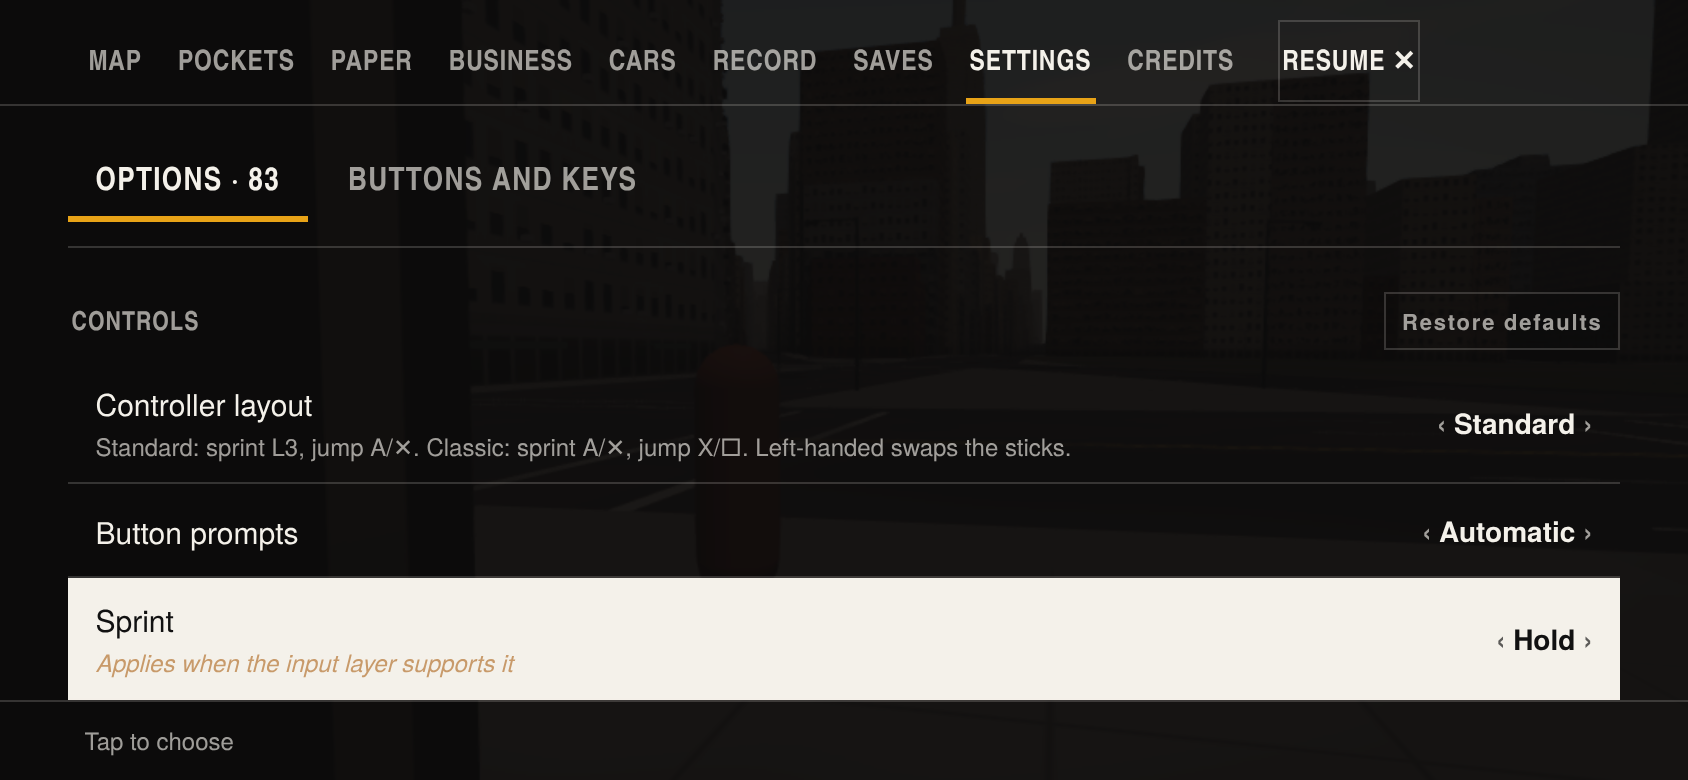 MAP POCKETS PAPER BUSINESS CARS RECORD SAVES SETTINGS CREDITS RESUME ✕
OPTIONS · 83 BUTTONS AND KEYS
CONTROLS Restore defaults
Controller layout
Standard: sprint L3, jump A/✕. Classic: sprint A/✕, jump X/□. Left-handed swaps the sticks.
‹ Standard ›
Button prompts ‹ Automatic ›
Sprint
Applies when the input layer supports it
‹ Hold ›
Tap to choose